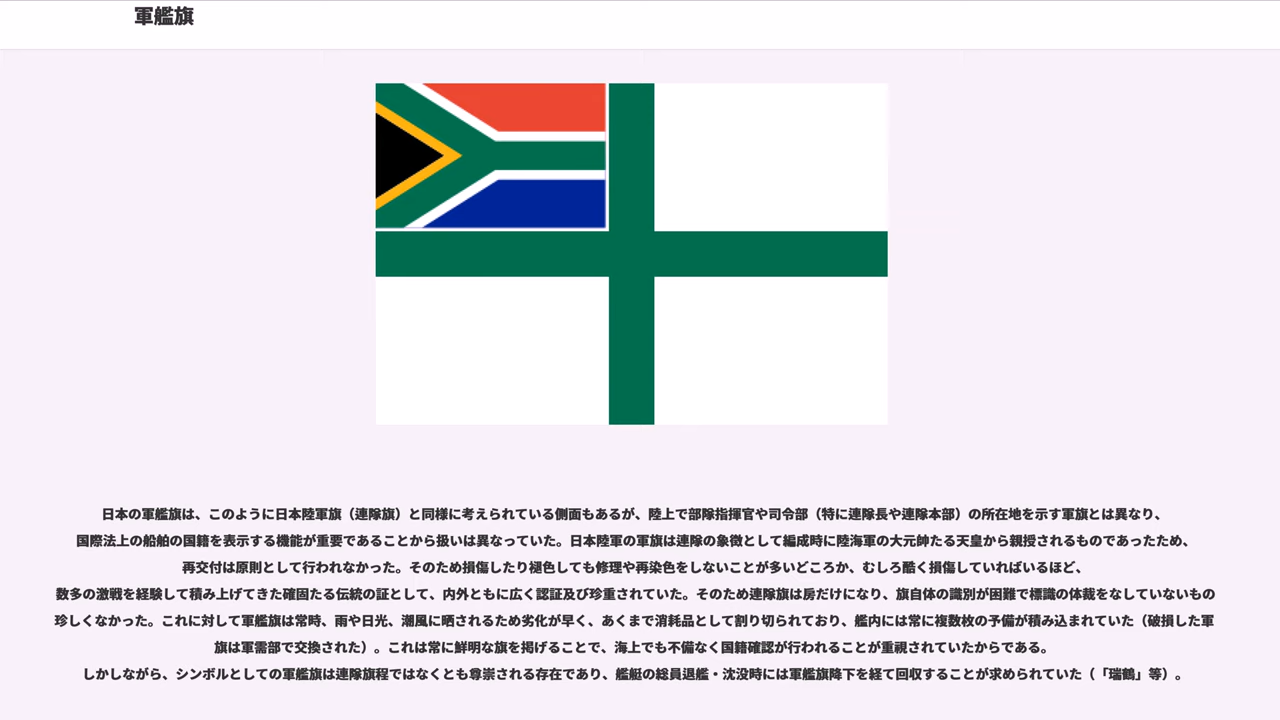 軍艦旗
日本の軍艦旗は、このように日本陸軍旗（連隊旗）と同様に考えられている側面もあるが、陸上で部隊指揮官や司令部（特に連隊長や連隊本部）の所在地を示す軍旗とは異なり、
国際法上の船舶の国籍を表示する機能が重要であることから扱いは異なっていた。日本陸軍の軍旗は連隊の象徴として編成時に陸海軍の大元帥たる天皇から親授されるものであったため、
再交付は原則として行われなかった。そのため損傷したり褪色しても修理や再染色をしないことが多いどころか、むしろ酷く損傷していればいるほど、
数多の激戦を経験して積み上げてきた確固たる伝統の証として、内外ともに広く認証及び珍重されていた。そのため連隊旗は房だけになり、旗自体の識別が困難で標識の体裁をなしていないもの
珍しくなかった。これに対して軍艦旗は常時、雨や日光、潮風に晒されるため劣化が早く、あくまで消耗品として割り切られており、艦内には常に複数枚の予備が積み込まれていた（破損した軍
旗は軍需部で交換された）。これは常に鮮明な旗を掲げることで、海上でも不備なく国籍確認が行われることが重視されていたからである。
しかしながら、シンボルとしての軍艦旗は連隊旗程ではなくとも尊崇される存在であり、艦艇の総員退艦・沈没時には軍艦旗降下を経て回収することが求められていた（「瑞鶴」等）。